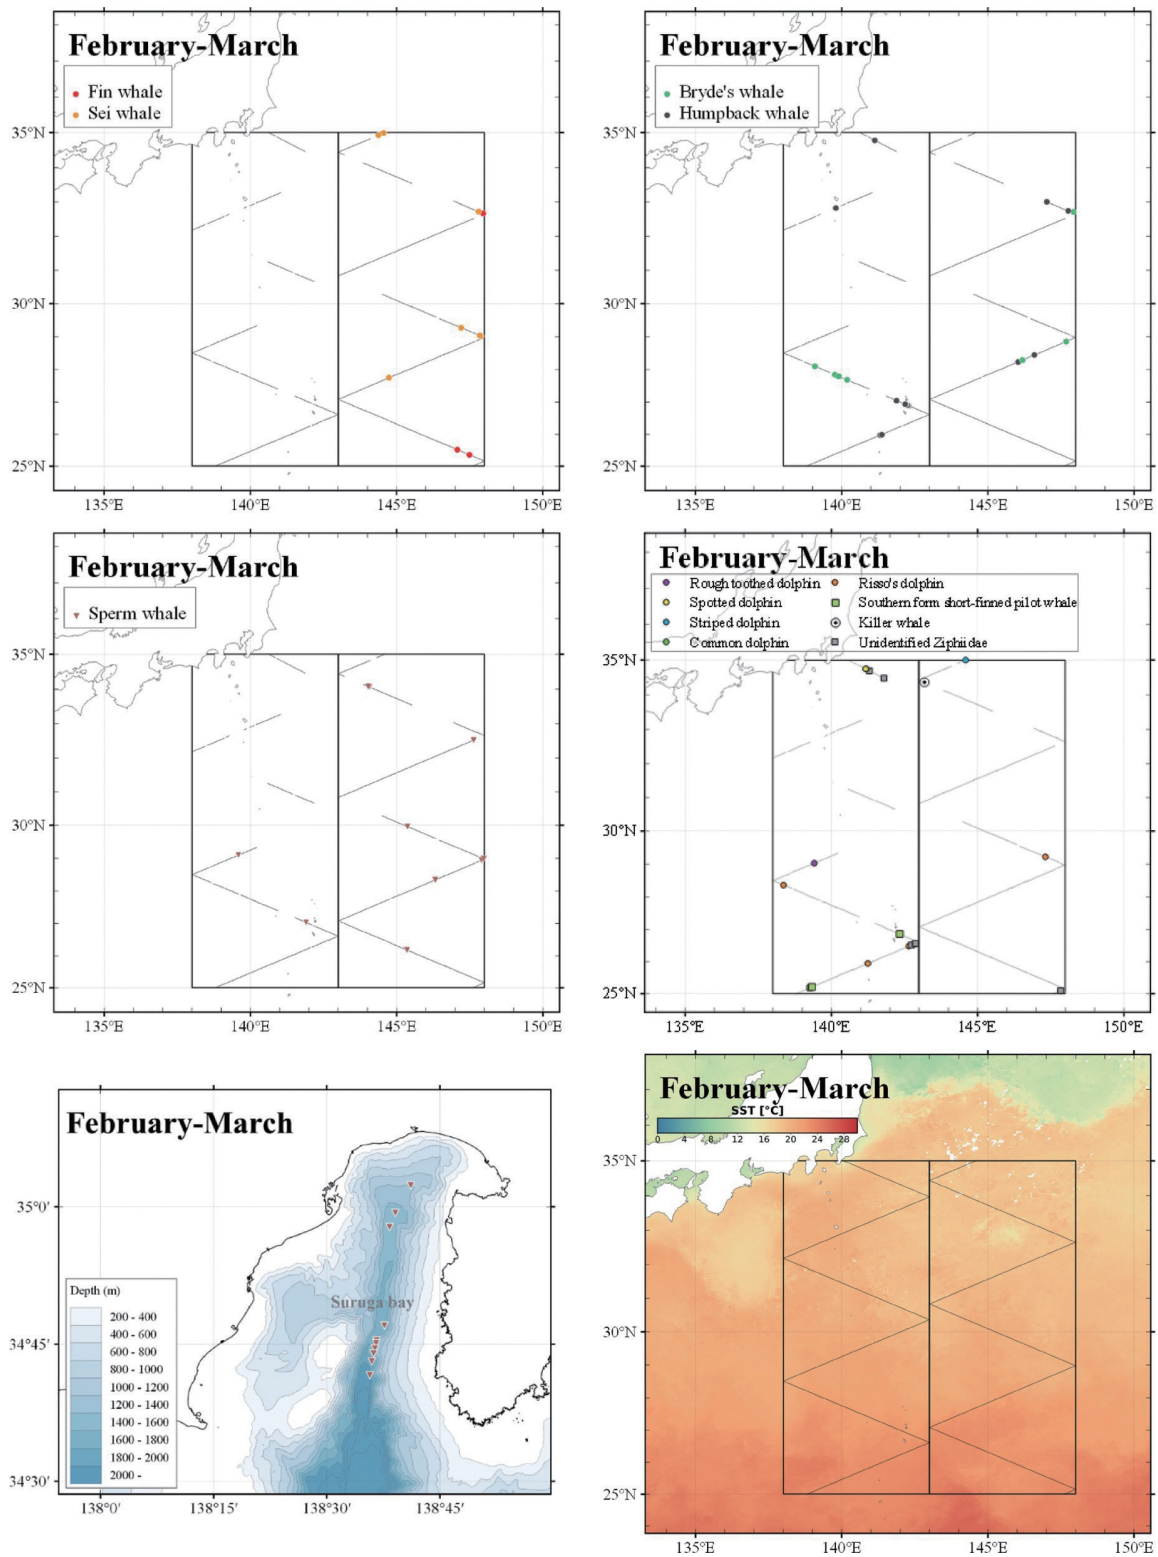 February-March
Fin whale
Sei whale
35°N
30°N
25°N
135°E
140°E
145°E
150°E
February-March
Bryde's whale
Humpback whale
35°N
30°N
25°N
135°E
140°E
145°E
150°E
February-March
Sperm whale
35°N
30°N
25°N
135°E
140°E
145°E
150°E
February-March
Rough toothed dolphin
Spotted dolphin
Striped dolphin
Common dolphin
Risso's dolphin
Southern form short-finned pilot whale
Killer whale
Unidentified Ziphiidae
35°N
30°N
25°N
135°E
140°E
145°E
150°E
February-March
35°0'
Suruga bay
34°45'
34°30'
Depth (m)
200 - 400
400 - 600
600 - 800
800 - 1000
1000 - 1200
1200 - 1400
1400 - 1600
1600 - 1800
1800 - 2000
2000 -
138°0'
138°15'
138°30'
138°45'
February-March
SST [°C]
0 4 8 12 16 20 24 28
35°N
30°N
25°N
135°E
140°E
145°E
150°E